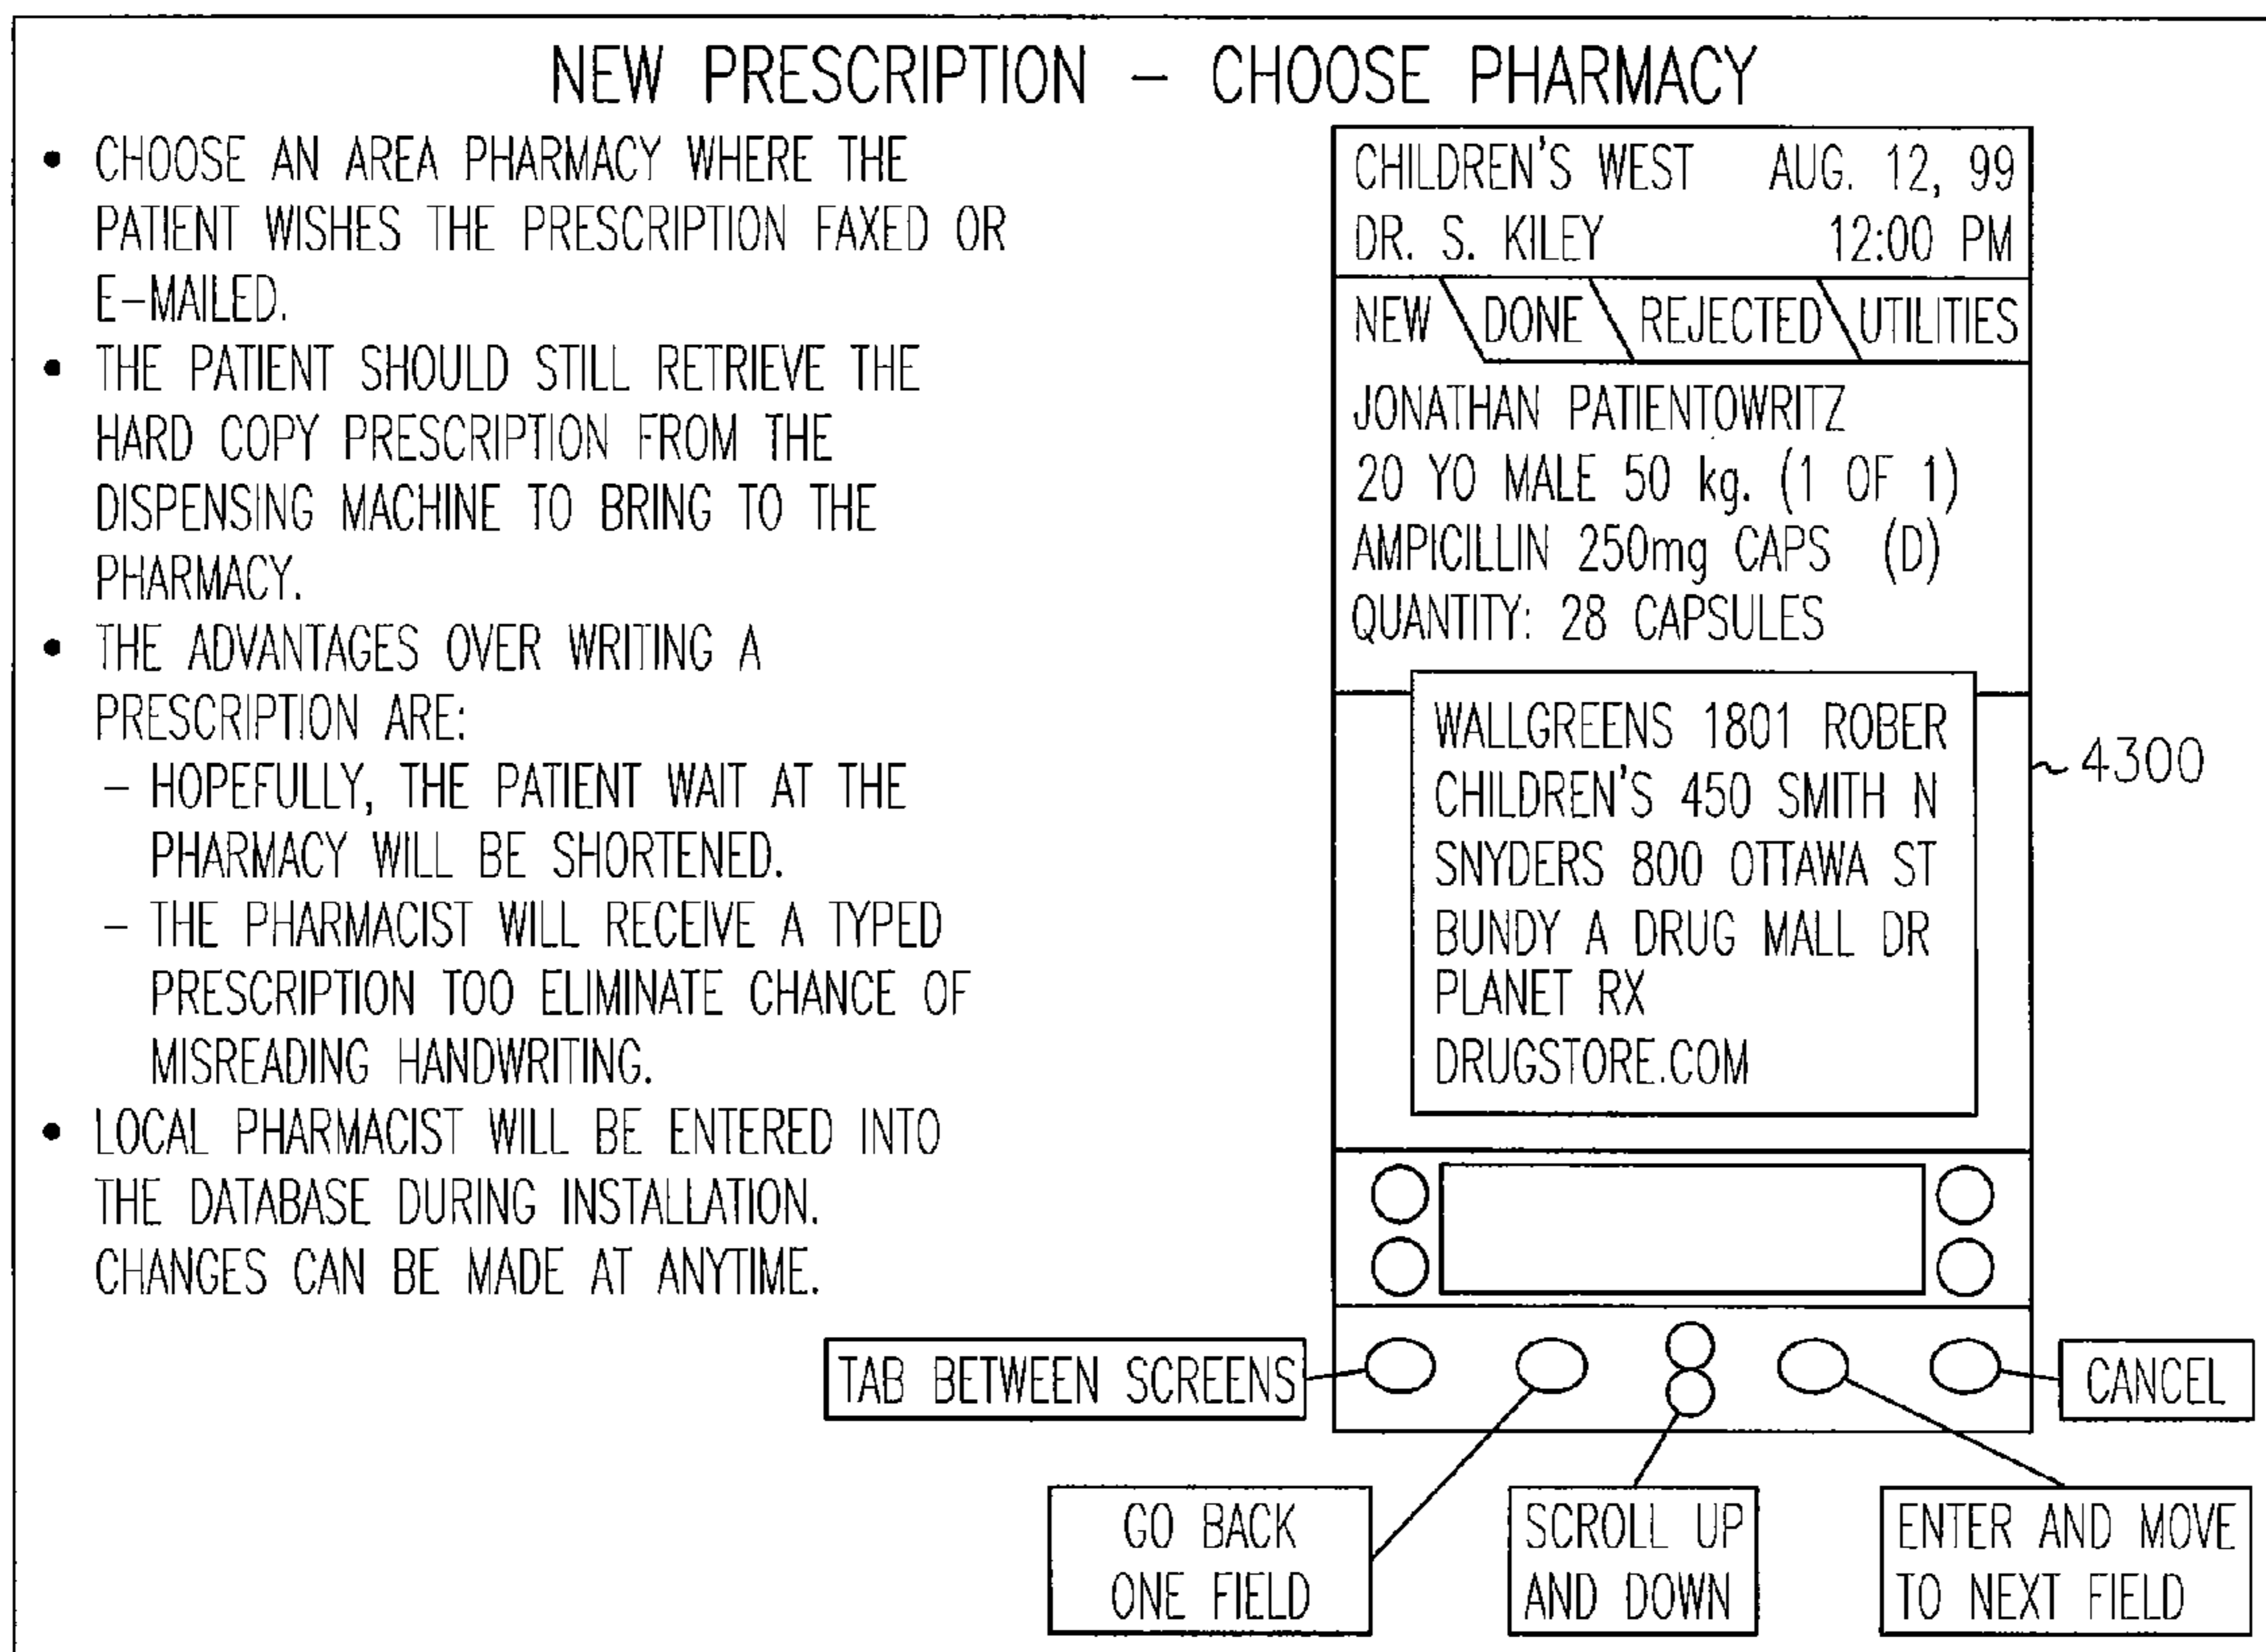 NEW PRESCRIPTION – CHOOSE PHARMACY
• CHOOSE AN AREA PHARMACY WHERE THE
PATIENT WISHES THE PRESCRIPTION FAXED OR
E–MAILED.
• THE PATIENT SHOULD STILL RETRIEVE THE
HARD COPY PRESCRIPTION FROM THE
DISPENSING MACHINE TO BRING TO THE
PHARMACY.
• THE ADVANTAGES OVER WRITING A
PRESCRIPTION ARE:
– HOPEFULLY, THE PATIENT WAIT AT THE
PHARMACY WILL BE SHORTENED.
– THE PHARMACIST WILL RECEIVE A TYPED
PRESCRIPTION TOO ELIMINATE CHANCE OF
MISREADING HANDWRITING.
• LOCAL PHARMACIST WILL BE ENTERED INTO
THE DATABASE DURING INSTALLATION.
CHANGES CAN BE MADE AT ANYTIME.
CHILDREN'S WEST AUG. 12, 99
DR. S. KILEY 12:00 PM
NEW DONE REJECTED UTILITIES
JONATHAN PATIENTOWRITZ
20 YO MALE 50 kg. (1 OF 1)
AMPICILLIN 250mg CAPS (D)
QUANTITY: 28 CAPSULES
WALLGREENS 1801 ROBER
CHILDREN'S 450 SMITH N
SNYDERS 800 OTTAWA ST
BUNDY A DRUG MALL DR
PLANET RX
DRUGSTORE.COM
4300
TAB BETWEEN SCREENS
CANCEL
GO BACK
ONE FIELD
SCROLL UP
AND DOWN
ENTER AND MOVE
TO NEXT FIELD